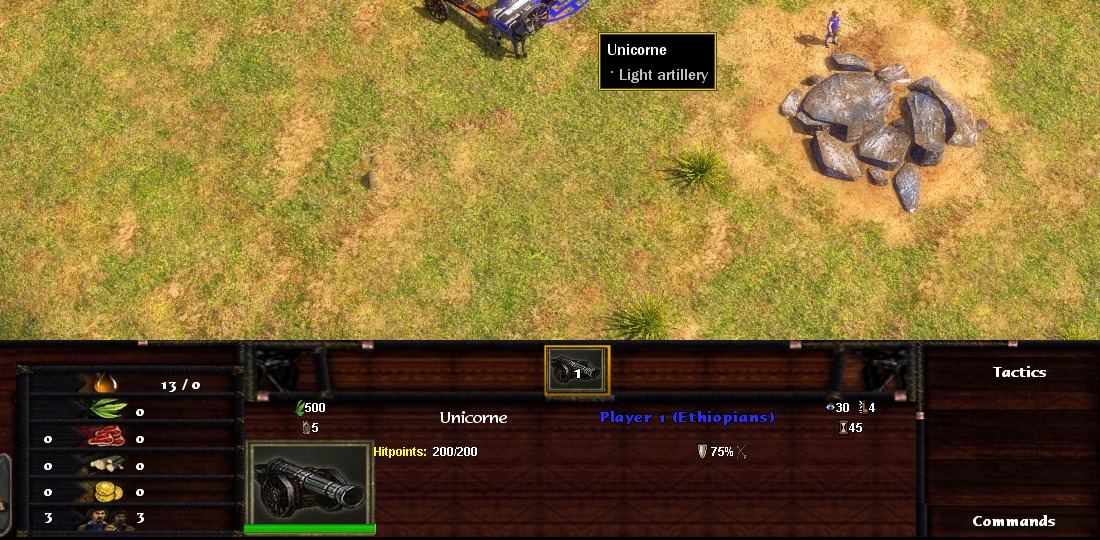 Unicorne
· Light artillery
1
Tactics
13 / 0
0
0 0
0 0
0 0
3 3
500
5
Unicorne
Player 1 (Ethiopians)
30 4
45
Hitpoints: 200/200
75%
Commands